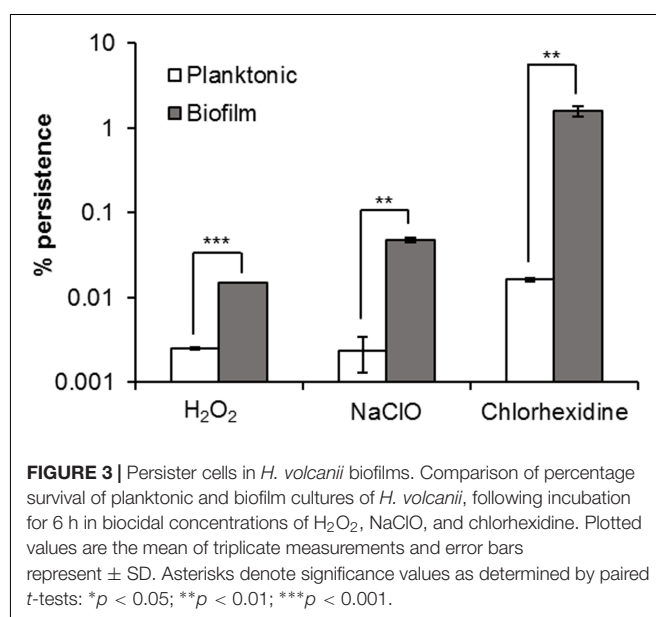 10
1
0.1
0.01
0.001
% persistence
Planktonic
Biofilm
***
**
**
H₂O₂ NaClO Chlorhexidine
FIGURE 3 | Persister cells in H. volcanii biofilms. Comparison of percentage
survival of planktonic and biofilm cultures of H. volcanii, following incubation
for 6 h in biocidal concentrations of H₂O₂, NaClO, and chlorhexidine. Plotted
values are the mean of triplicate measurements and error bars
represent ± SD. Asterisks denote significance values as determined by paired
t-tests: *p < 0.05; **p < 0.01; ***p < 0.001.